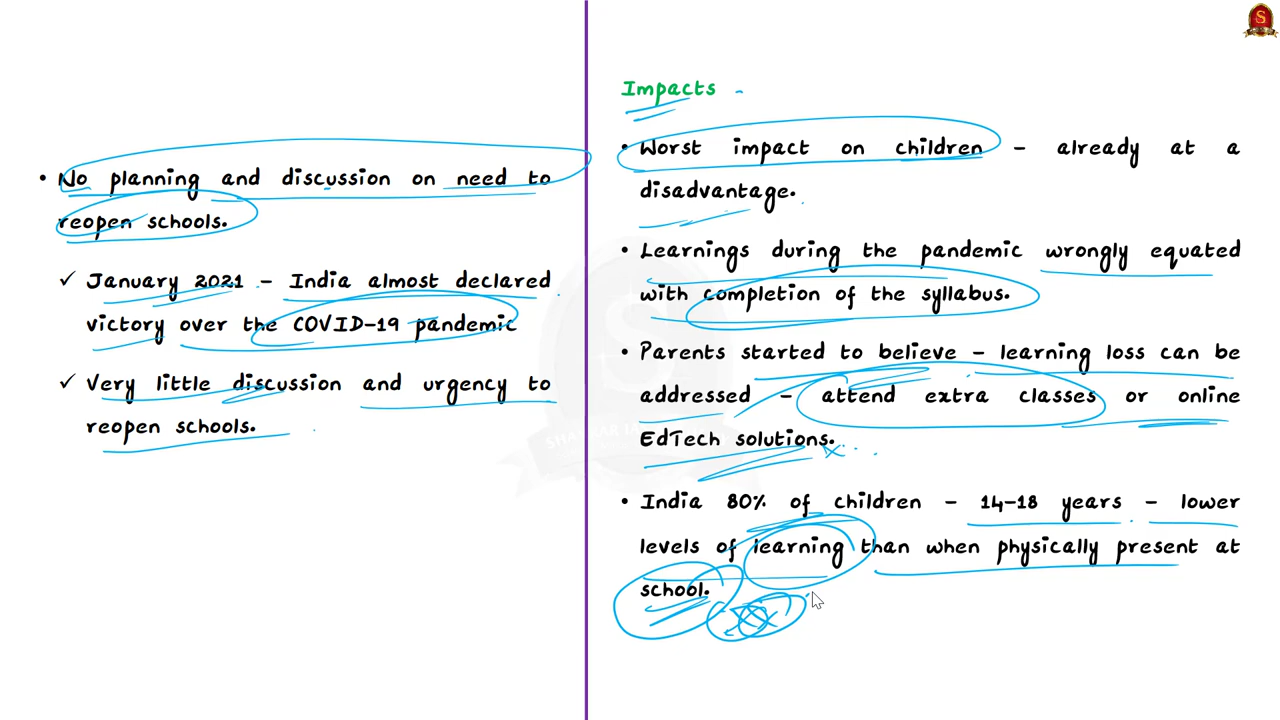 • No planning and discussion on need to
reopen schools.
✓ January 2021 - India almost declared
victory over the COVID-19 pandemic
✓ Very little discussion and urgency to
reopen schools.
Impacts
• Worst impact on children - already at a
disadvantage.
• Learnings during the pandemic wrongly equated
with completion of the syllabus.
• Parents started to believe - learning loss can be
addressed - attend extra classes or online
EdTech solutions.
• India 80% of children - 14-18 years - lower
levels of learning than when physically present at
school.